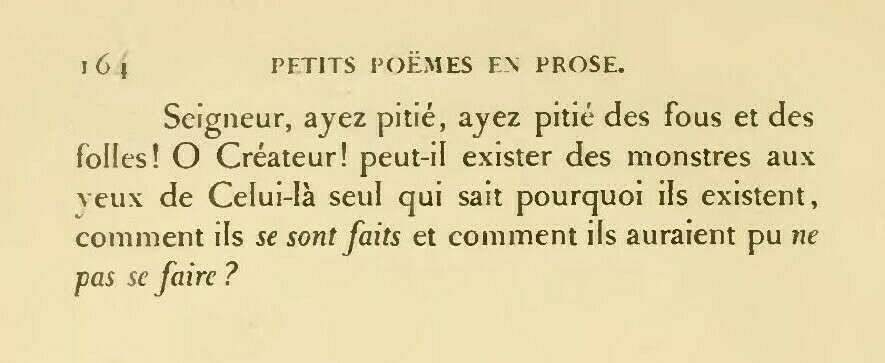 164 PETITS POËMES EN PROSE.
Seigneur, ayez pitié, ayez pitié des fous et des
folles! O Créateur! peut-il exister des monstres aux
yeux de Celui-là seul qui sait pourquoi ils existent,
comment ils se sont faits et comment ils auraient pu ne
pas se faire?